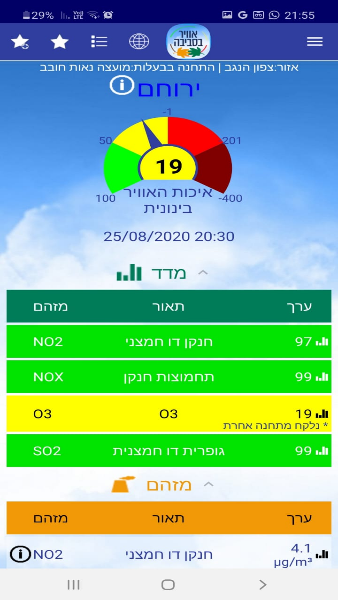 29% 21:55
אוויר
בסביבה
אזור:צפון הנגב | התחנה בבעלות:מועצה נאות חובב
ירוחם
-1
50 201
19
100 -400
איכות האוויר
בינונית
25/08/2020 20:30
מדד
ערך תאור מזהם
97 חנקן דו חמצני NO2
99 תחמוצות חנקן NOX
19 O3 O3
* נלקח מתחנה אחרת
99 גופרית דו חמצנית SO2
מזהם
ערך תאור מזהם
4.1 חנקן דו חמצני NO2
µg/m³